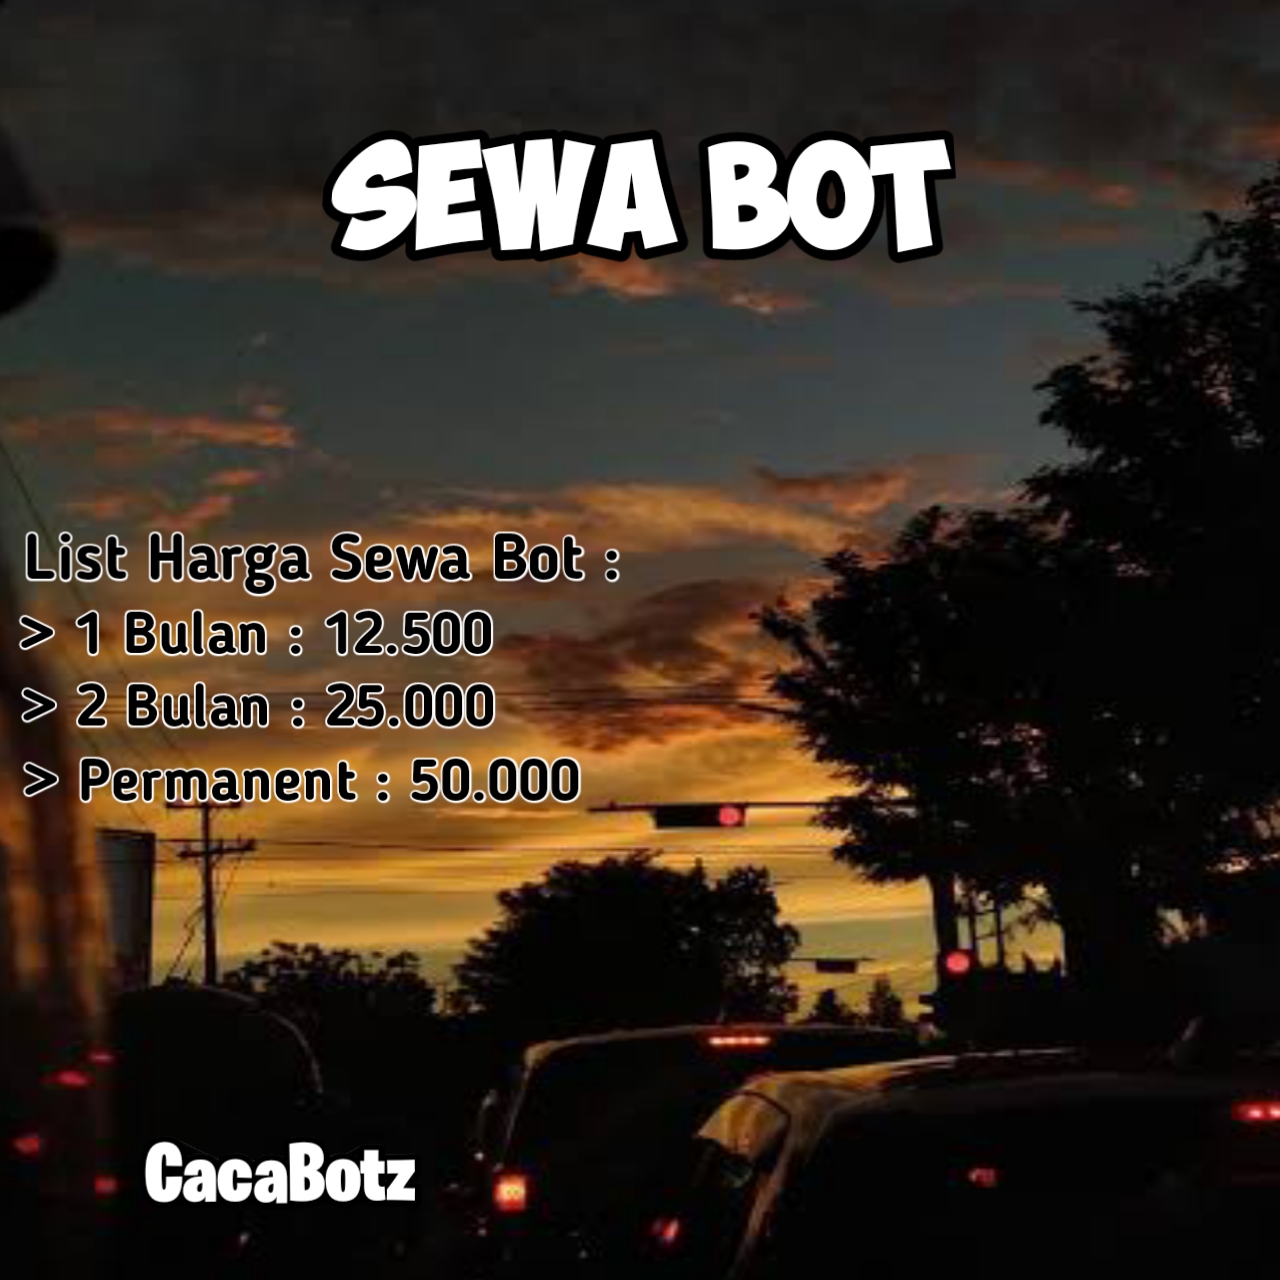 SEWA BOT
List Harga Sewa Bot :
> 1 Bulan : 12.500
> 2 Bulan : 25.000
> Permanent : 50.000
CacaBotz